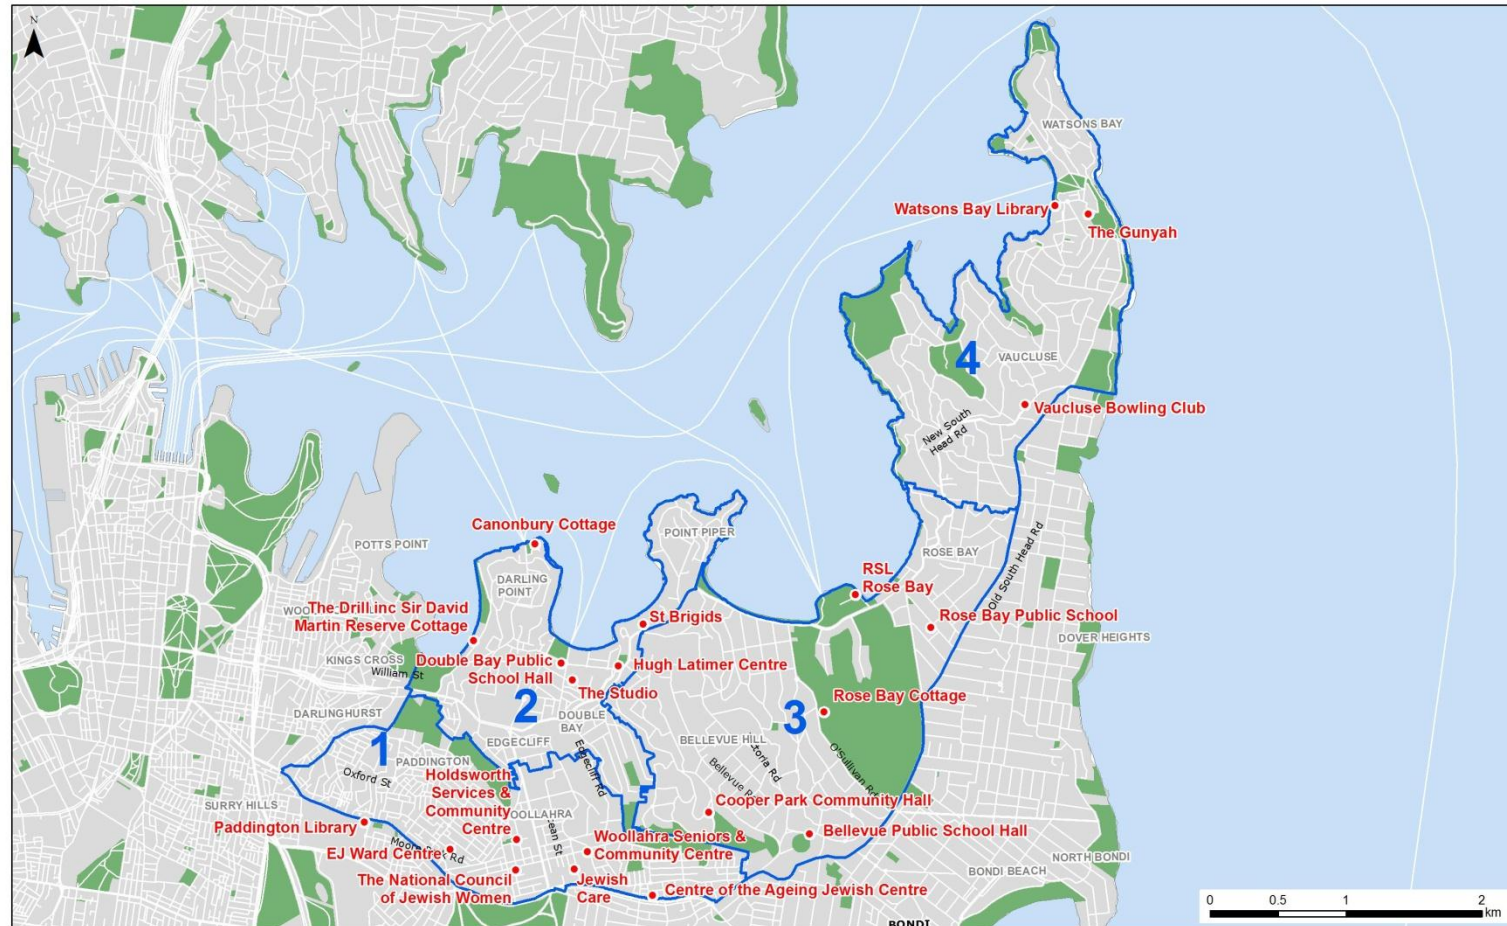 N
WATSONS BAY
Watsons Bay Library
The Gunyah
4
VAUCLUSE
Vaucluse Bowling Club
New South
Head Rd
Canonbury Cottage
POINT PIPER
POTTS POINT
ROSE BAY
Old South Head Rd
DARLING
POINT
RSL
Rose Bay
The Drill inc Sir David
Martin Reserve Cottage
St Brigids
Rose Bay Public School
DOVER HEIGHTS
KINGS CROSS
William St
Double Bay Public
School Hall
Hugh Latimer Centre
The Studio
Rose Bay Cottage
2
3
DARLINGHURST
DOUBLE
BAY
1
EDGECLIFF
BELLEVUE HILL
PADDINGTON
Edgecliff Rd
O'Sullivan Rd
Oxford St
Holdsworth
Services &
Community
Centre
SURRY HILLS
Cooper Park Community Hall
Paddington Library
Bellevue Public School Hall
EJ Ward Centre
Woollahra Seniors &
Community Centre
NORTH BONDI
BONDI BEACH
The National Council
of Jewish Women
Jewish
Care
Centre of the Ageing Jewish Centre
BONDI
0 0.5 1 2
km